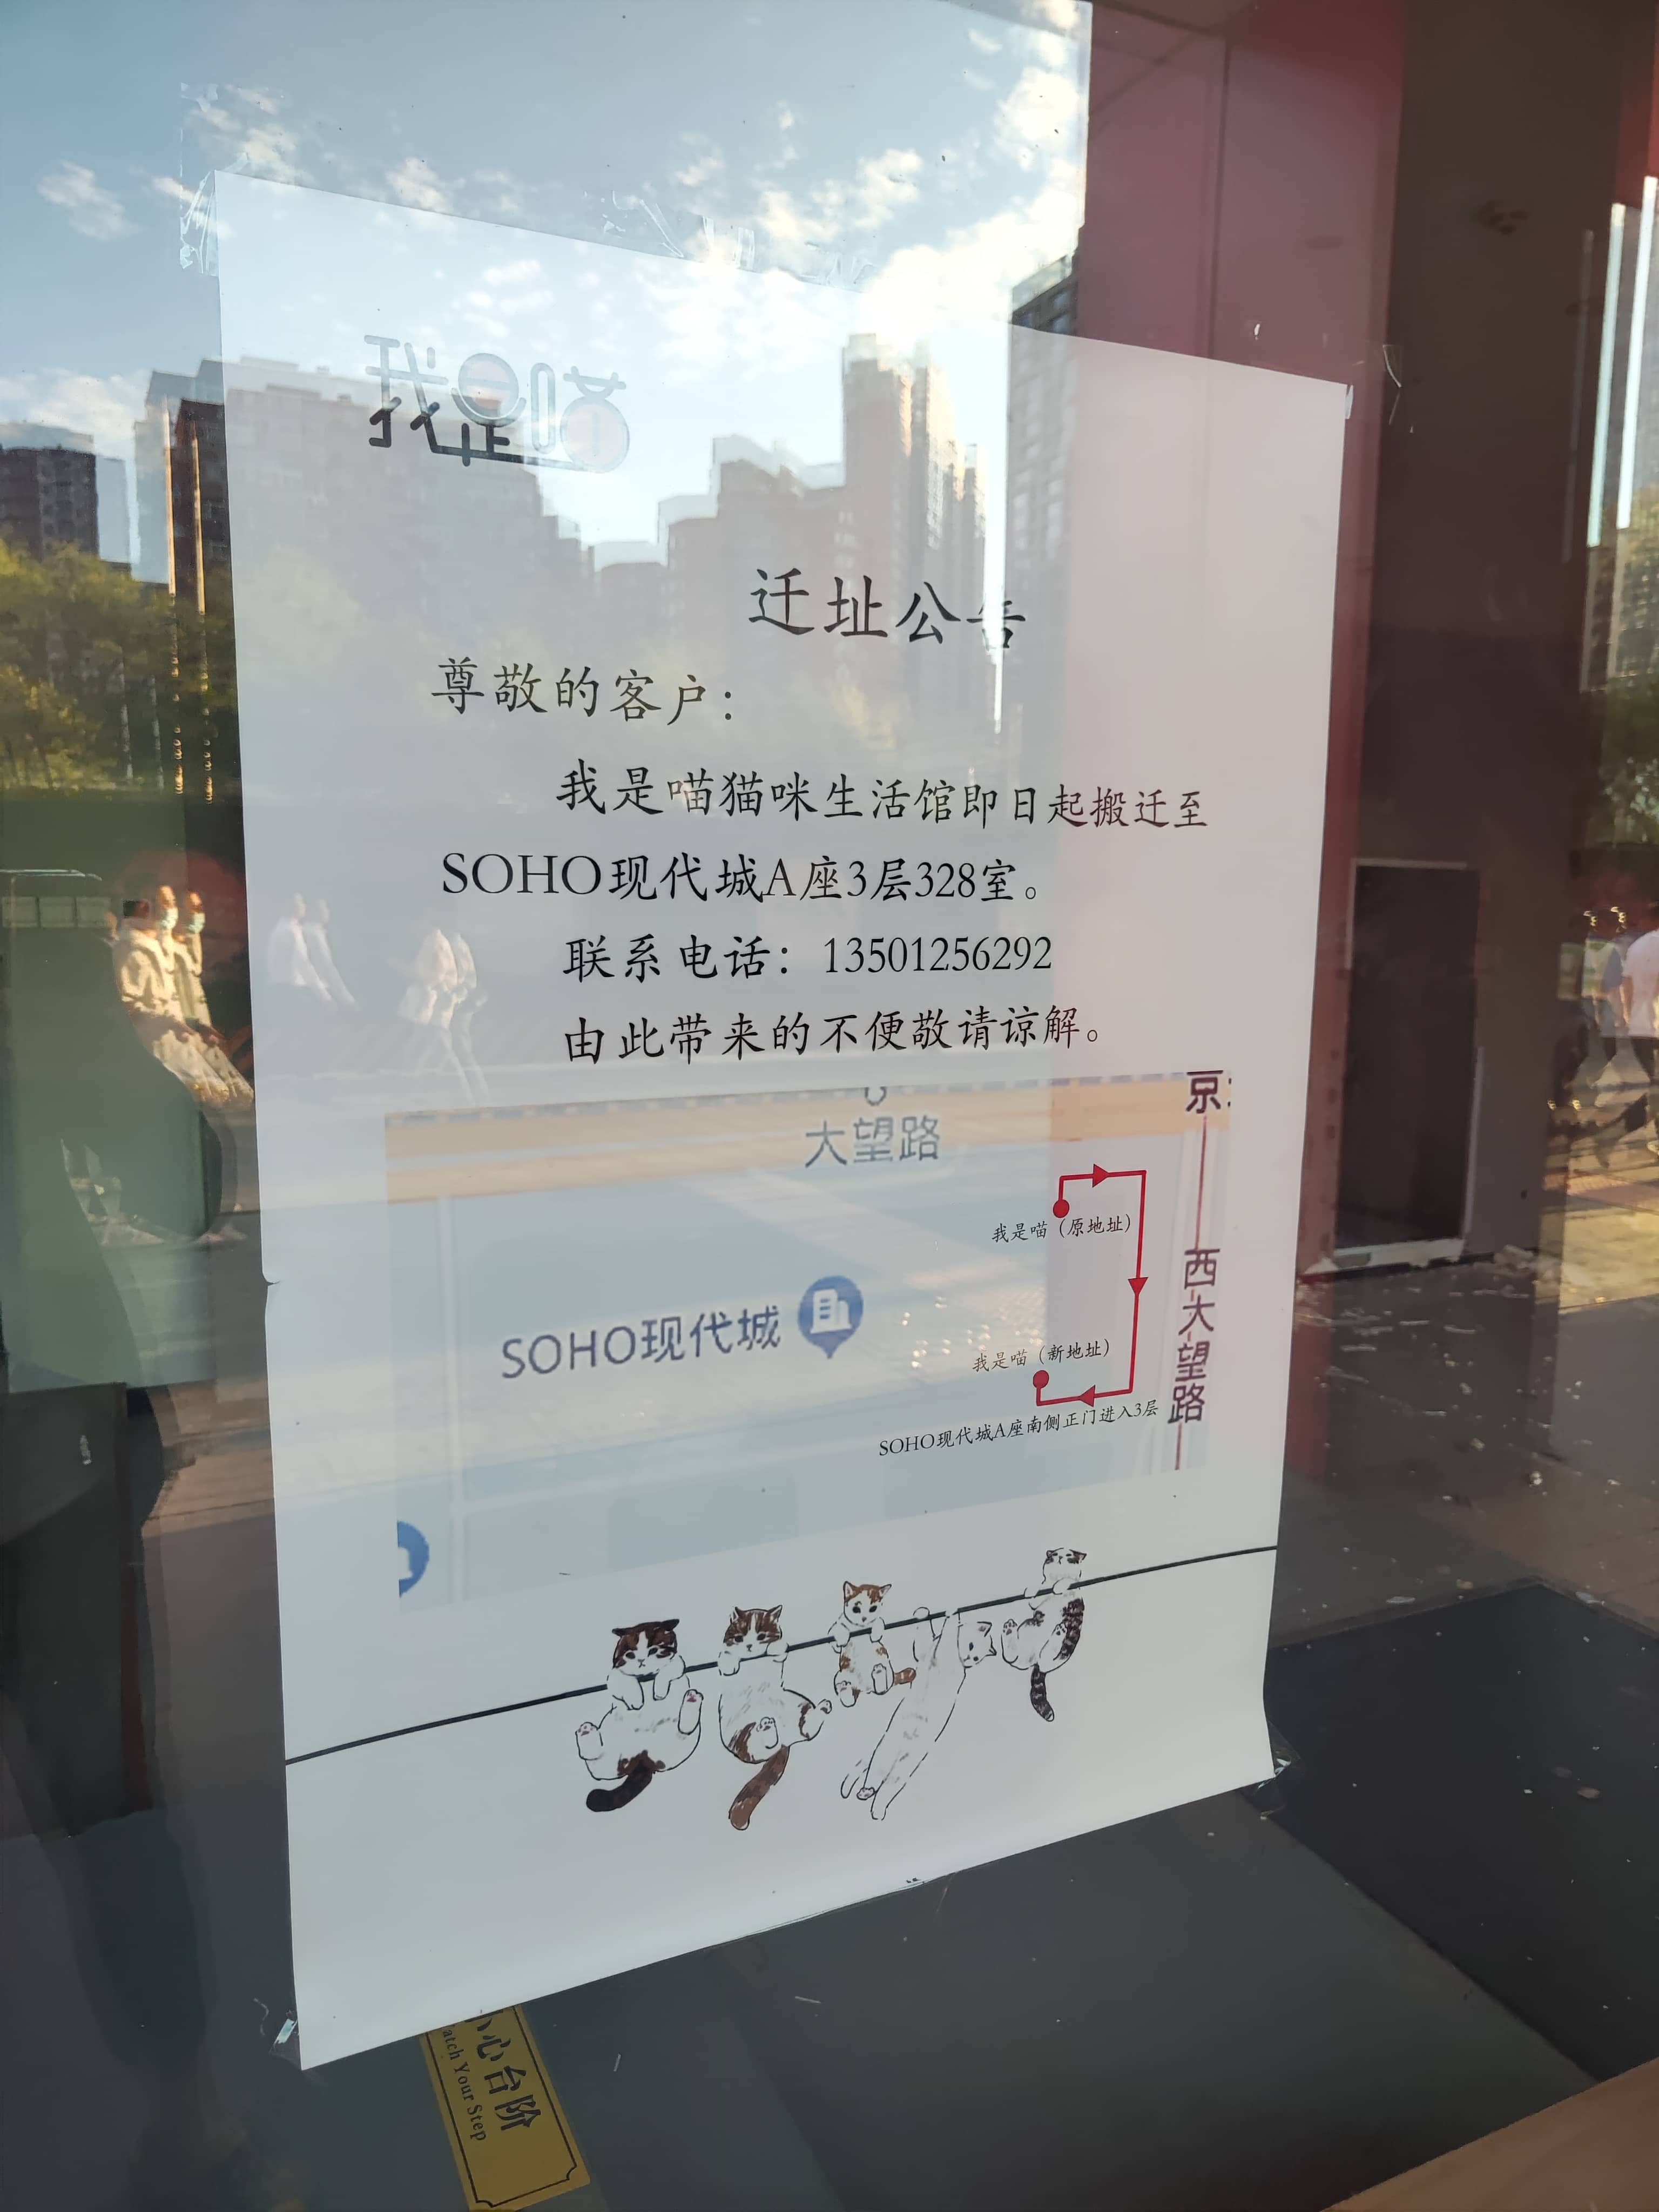 我是喵
迁址公告
尊敬的客户：
我是喵猫咪生活馆即日起搬迁至
SOHO现代城A座3层328室。
联系电话：13501256292
由此带来的不便敬请谅解。
京
大望路
我是喵（原地址）
西大望路
SOHO现代城
我是喵（新地址）
SOHO现代城A座南侧正门进入3层
心台阶
atch Your Step